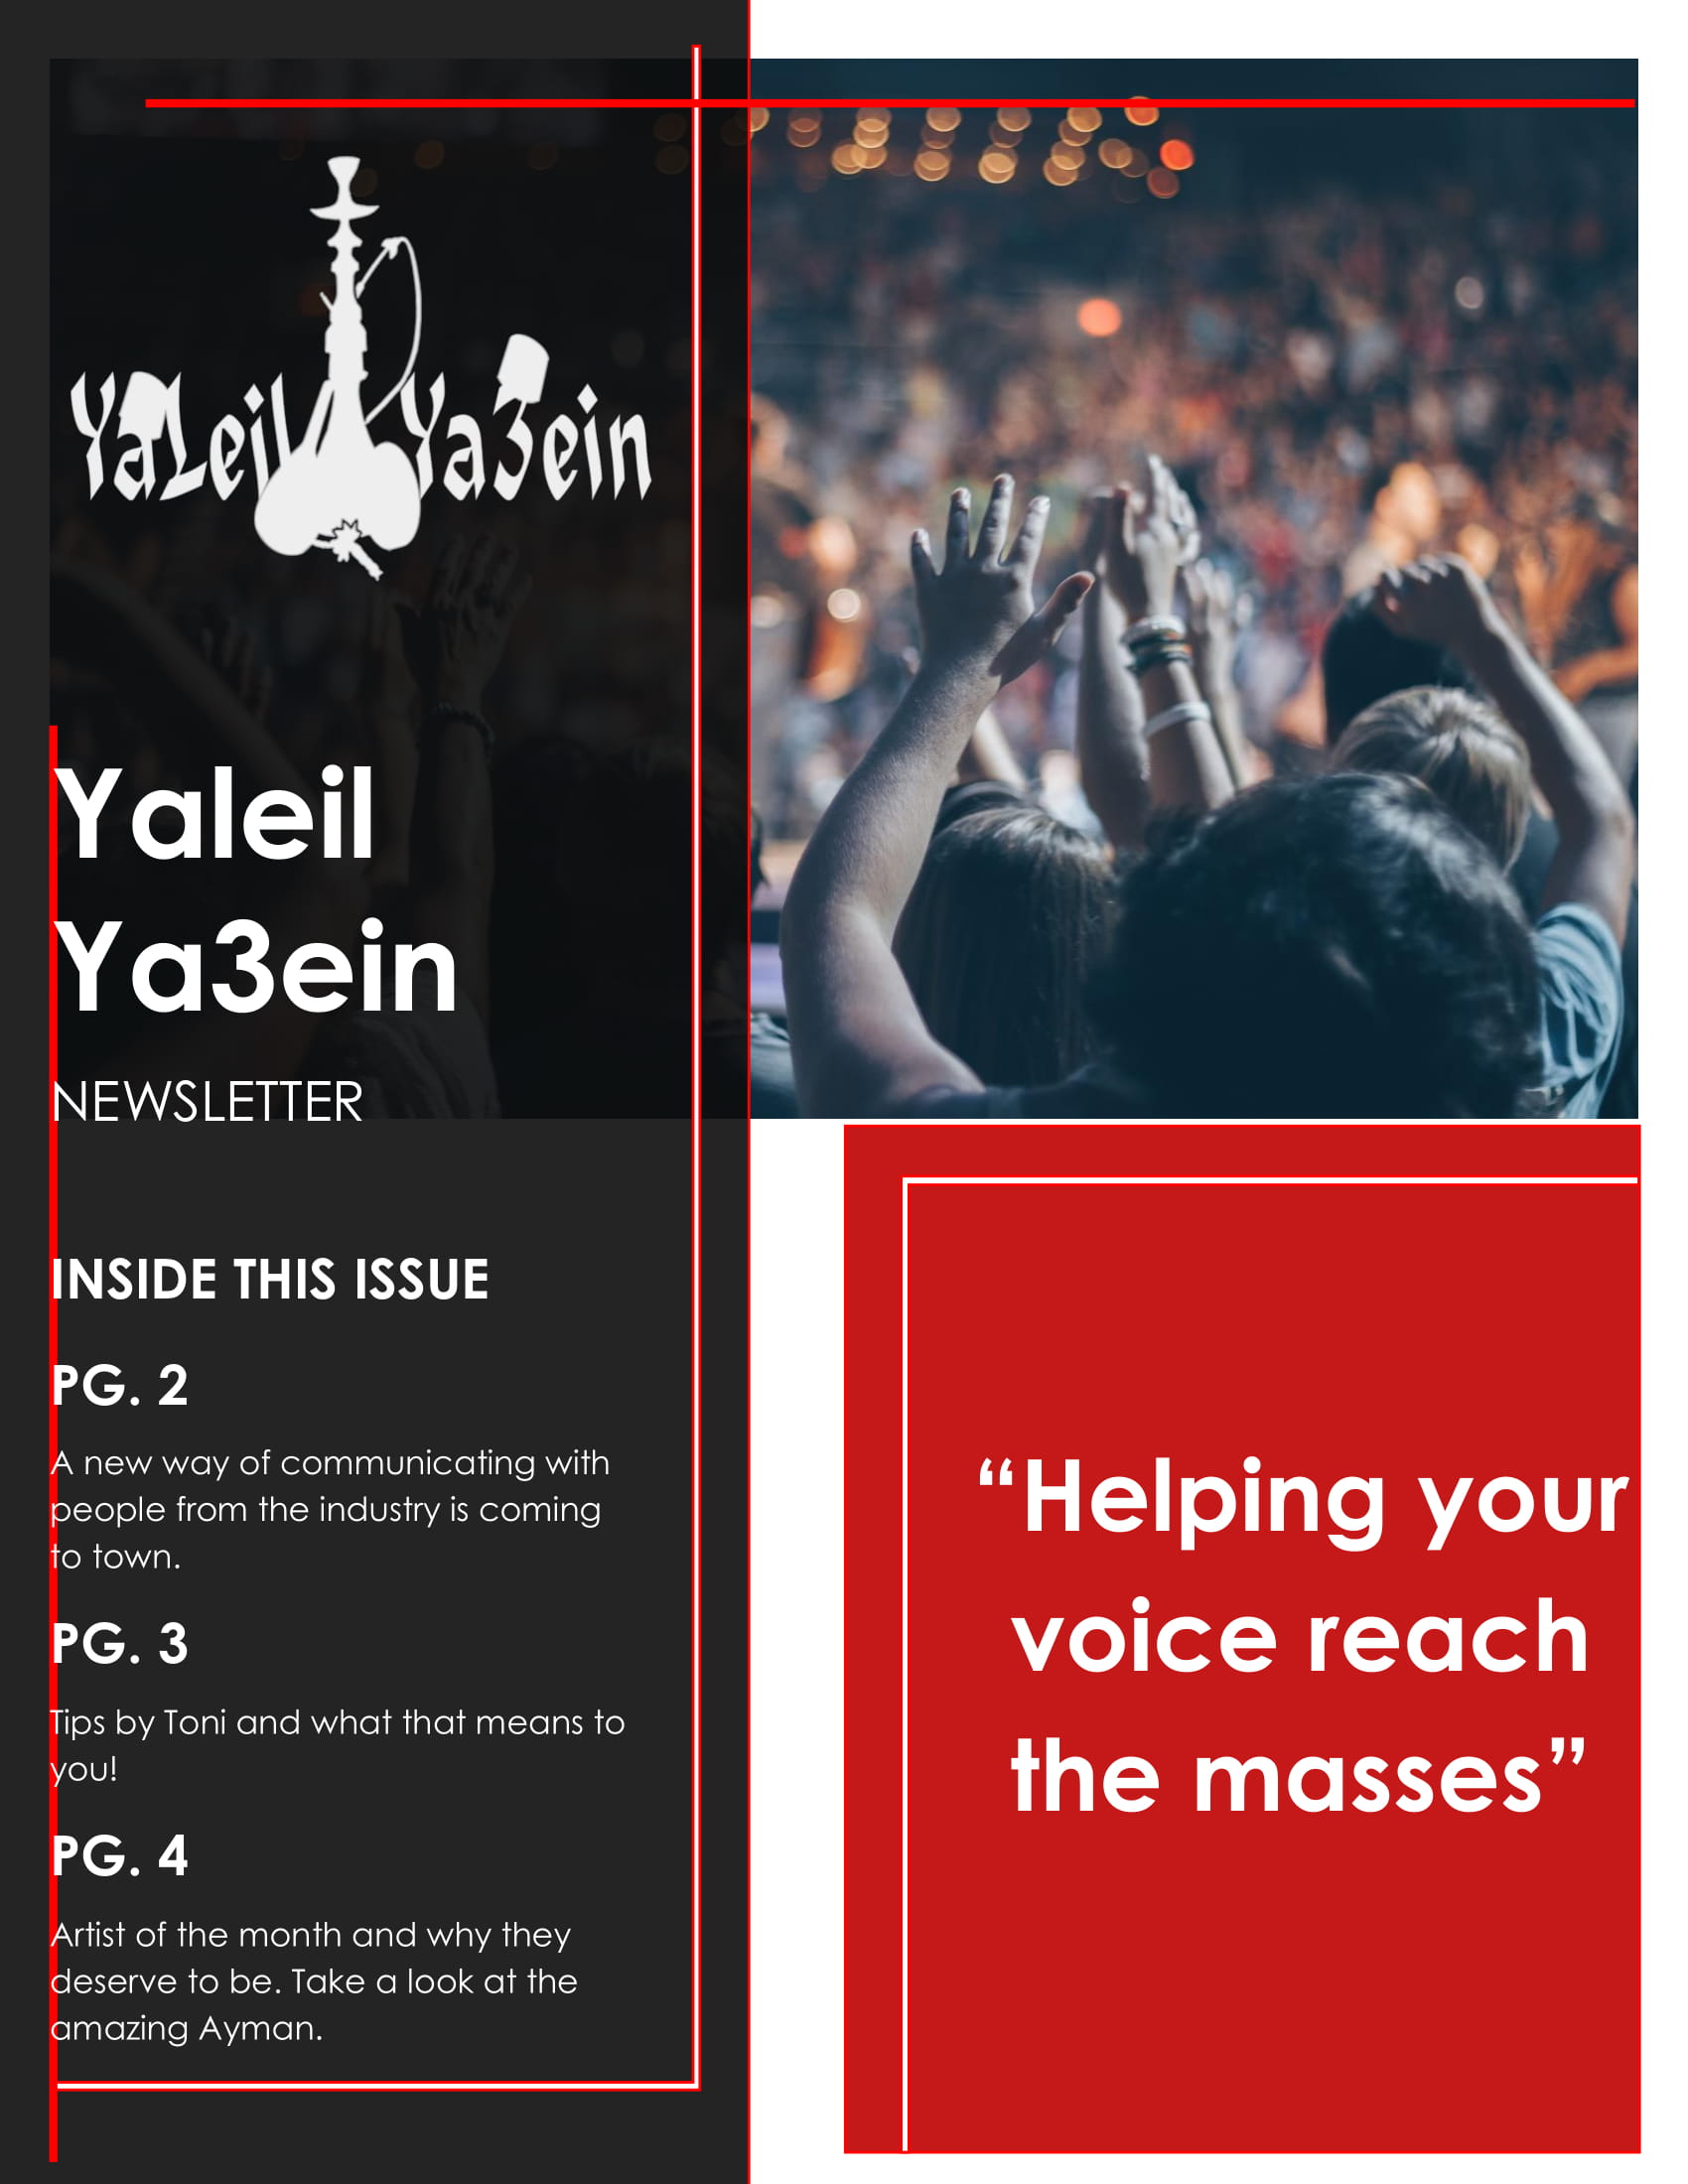 YaLeil Ya3ein
Yaleil
Ya3ein
NEWSLETTER
INSIDE THIS ISSUE
PG. 2
A new way of communicating with
people from the industry is coming
to town.
PG. 3
Tips by Toni and what that means to
you!
PG. 4
Artist of the month and why they
deserve to be. Take a look at the
amazing Ayman.
“Helping your
voice reach
the masses”